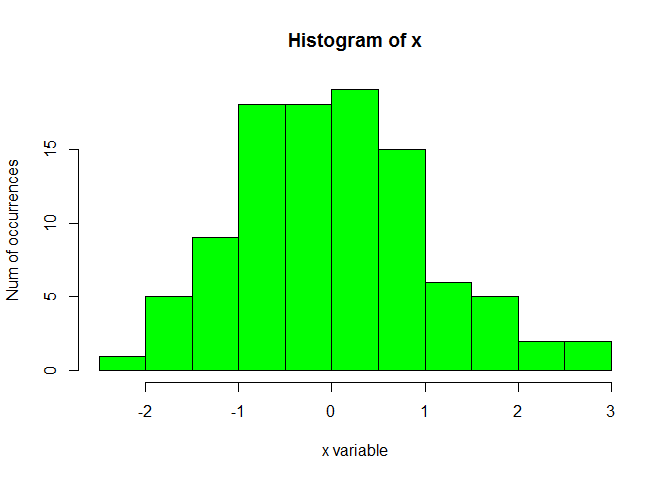 Histogram of x
Num of occurrences
15
10
5
0
-2 -1 0 1 2 3
x variable